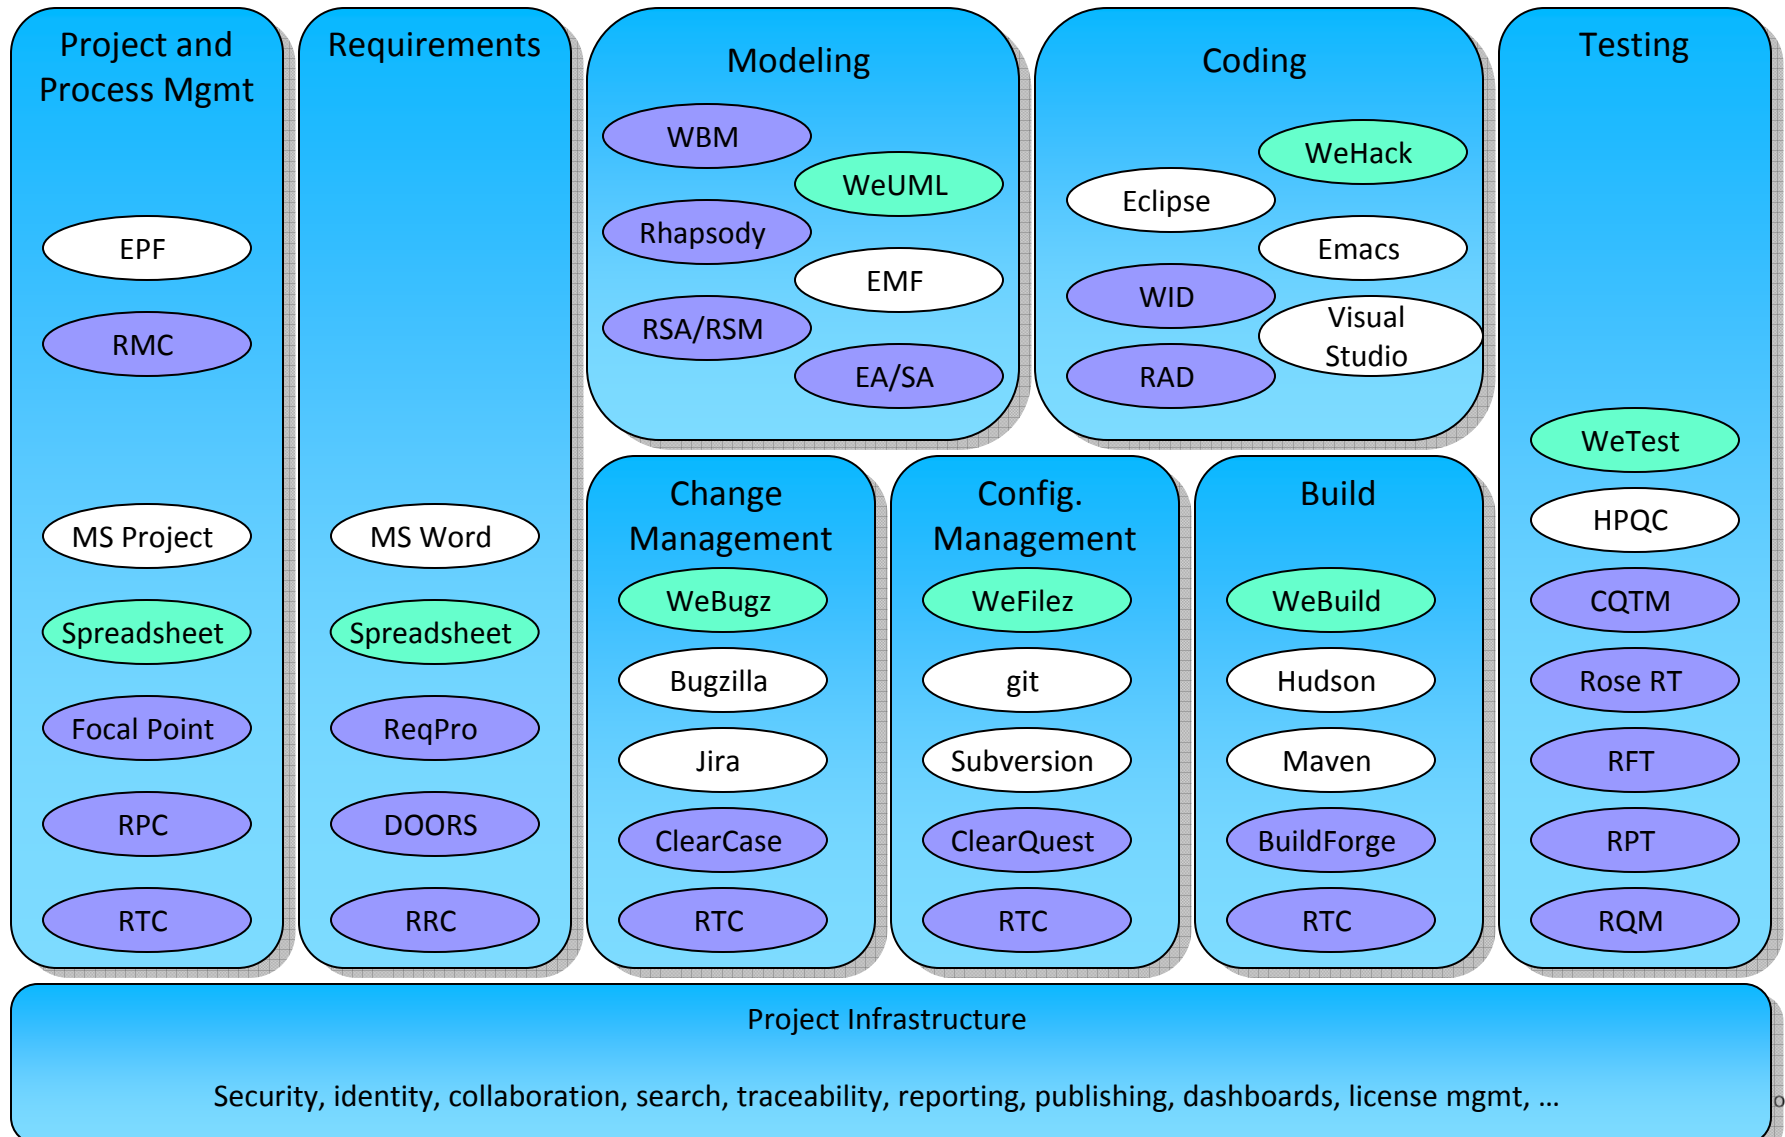 Project and
Process Mgmt
EPF
RMC
MS Project
Spreadsheet
Focal Point
RPC
RTC
Requirements
MS Word
Spreadsheet
ReqPro
DOORS
RRC
Modeling
WBM
WeUML
Rhapsody
EMF
RSA/RSM
EA/SA
Coding
WeHack
Eclipse
Emacs
WID
Visual
Studio
RAD
Change
Management
WeBugz
Bugzilla
Jira
ClearCase
RTC
Config.
Management
WeFilez
git
Subversion
ClearQuest
RTC
Build
WeBuild
Hudson
Maven
BuildForge
RTC
Testing
WeTest
HPQC
CQTM
Rose RT
RFT
RPT
RQM
Project Infrastructure
Security, identity, collaboration, search, traceability, reporting, publishing, dashboards, license mgmt, ...